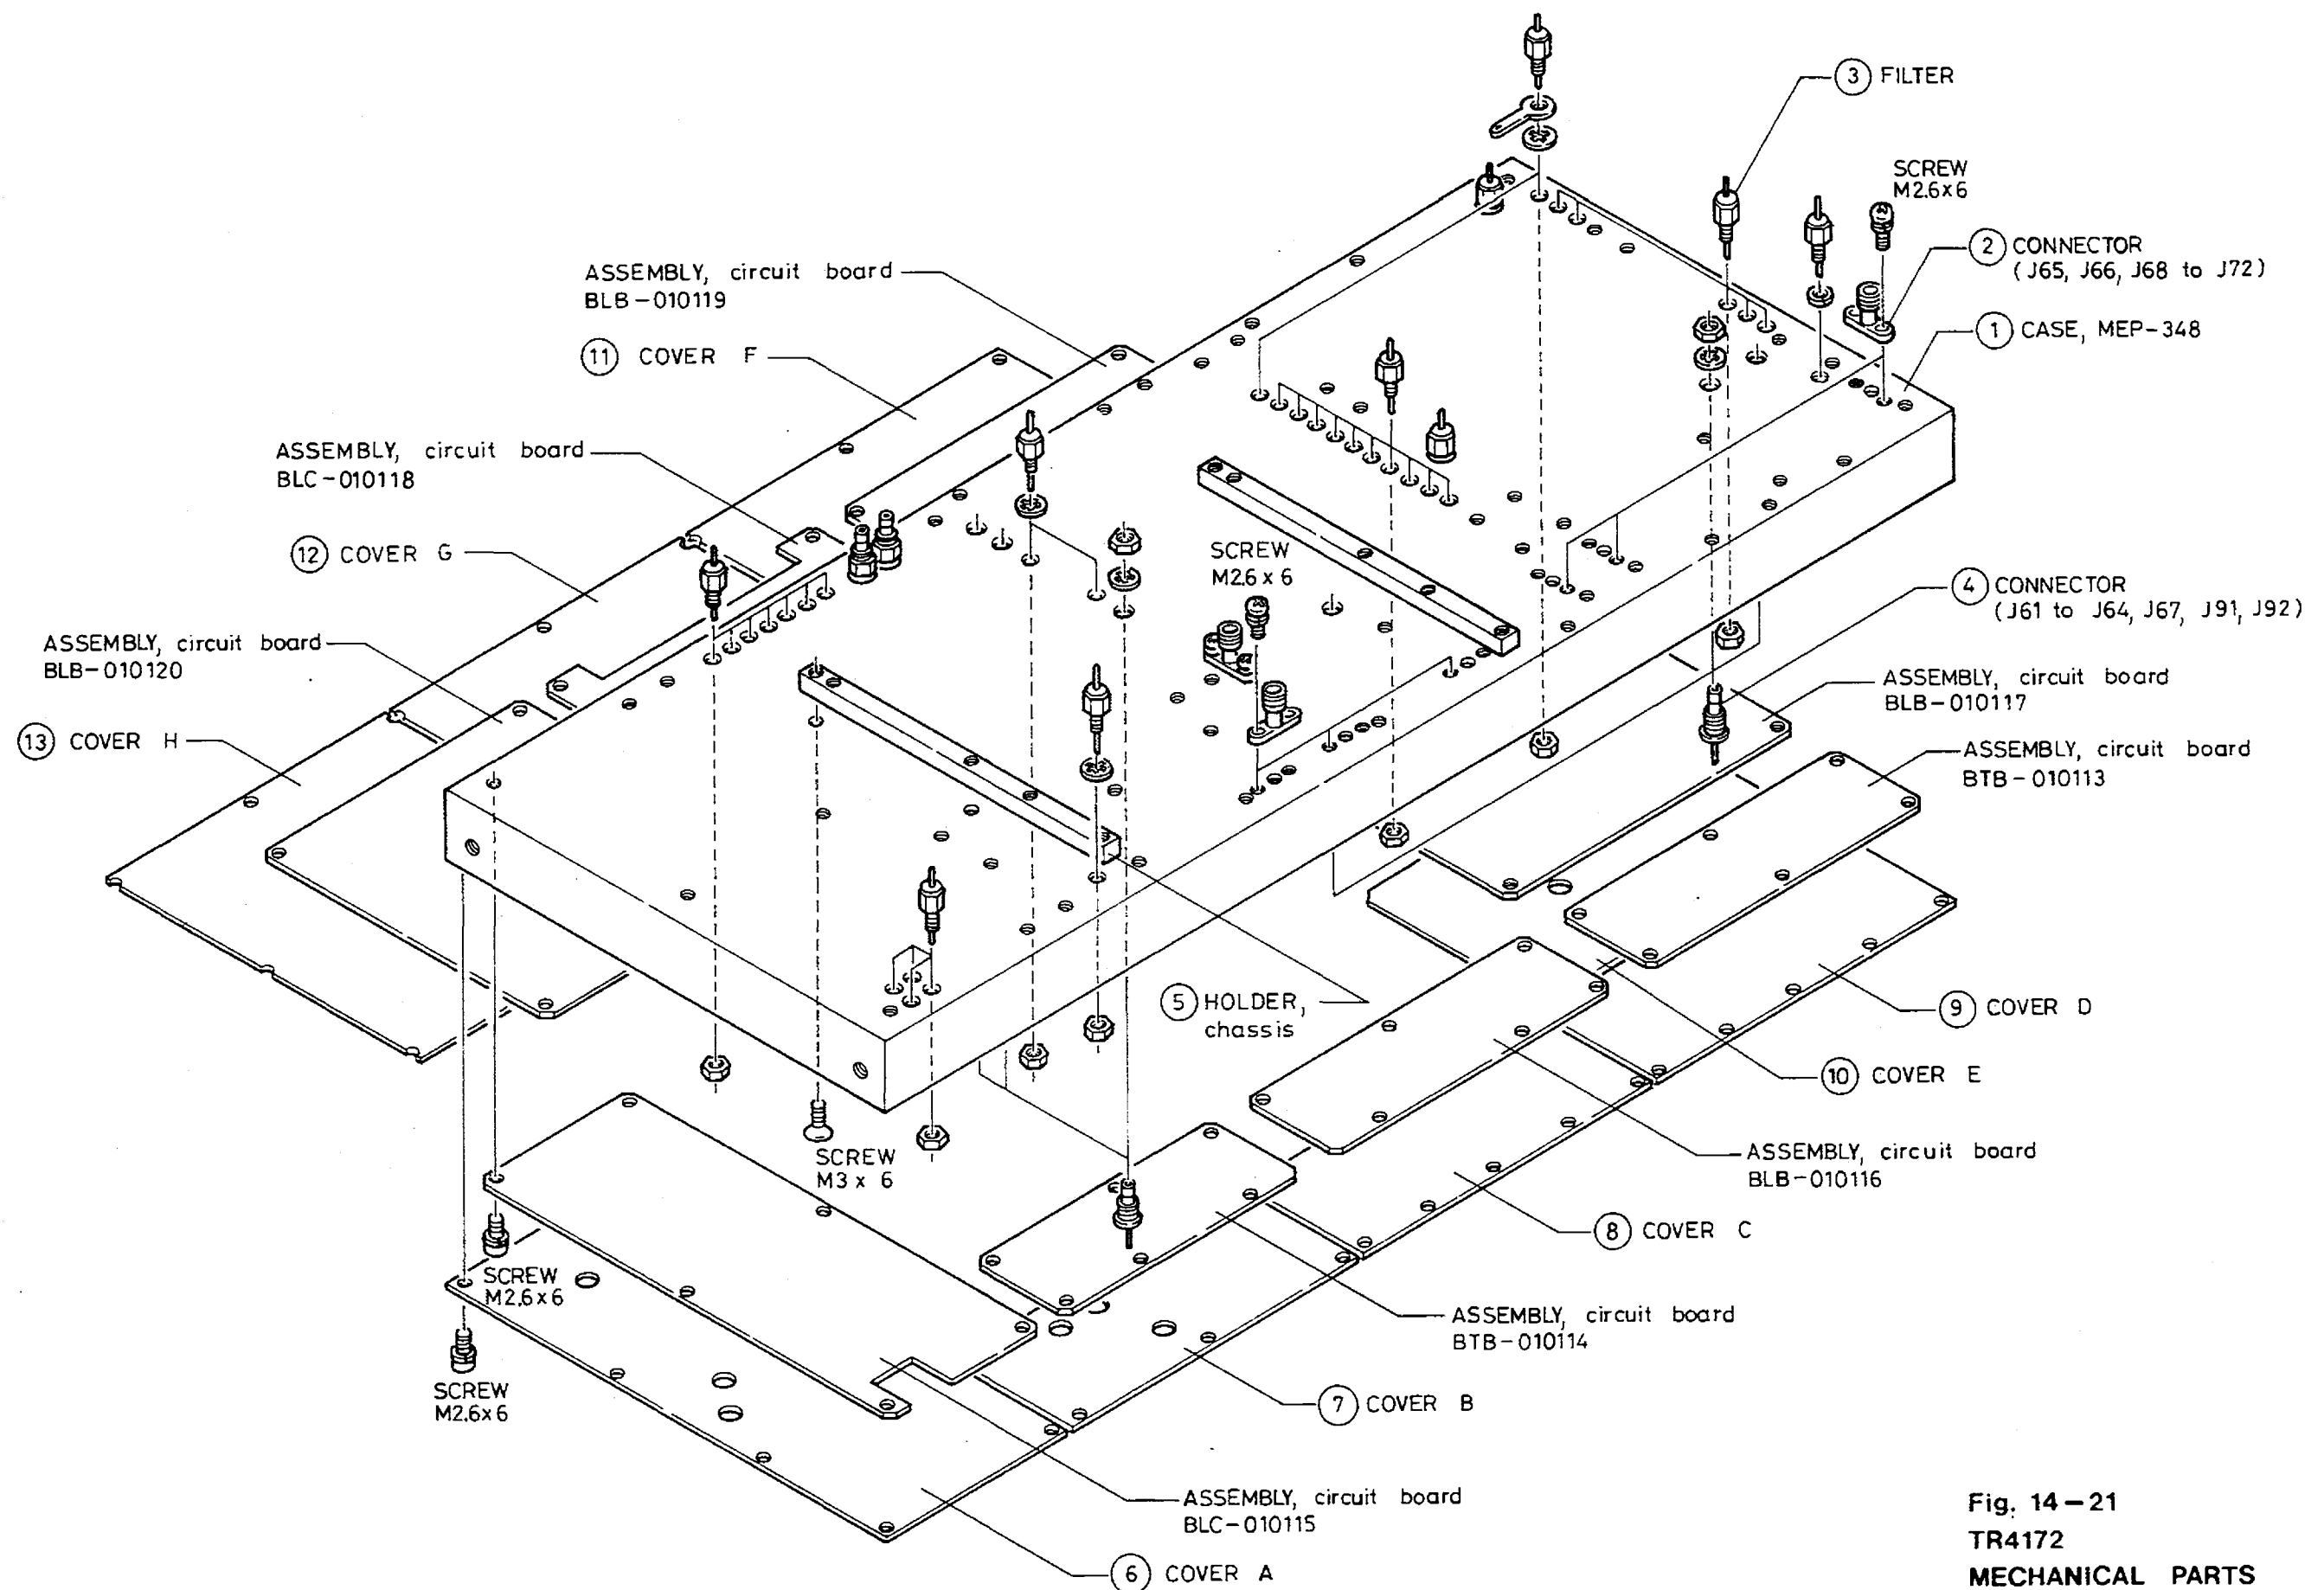 3 FILTER
SCREW
M2.6x6
2 CONNECTOR
(J65, J66, J68 to J72)
1 CASE, MEP-348
ASSEMBLY, circuit board
BLB-010119
11 COVER F
ASSEMBLY, circuit board
BLC-010118
12 COVER G
SCREW
M2.6 x 6
4 CONNECTOR
(J61 to J64, J67, J91, J92)
ASSEMBLY, circuit board
BLB-010120
ASSEMBLY, circuit board
BLB-010117
13 COVER H
ASSEMBLY, circuit board
BTB-010113
5 HOLDER,
chassis
9 COVER D
10 COVER E
SCREW
M3 x 6
ASSEMBLY, circuit board
BLB-010116
8 COVER C
SCREW
M2.6x6
ASSEMBLY, circuit board
BTB-010114
SCREW
M2.6x6
7 COVER B
ASSEMBLY, circuit board
BLC-010115
6 COVER A
Fig. 14-21
TR4172
MECHANICAL PARTS